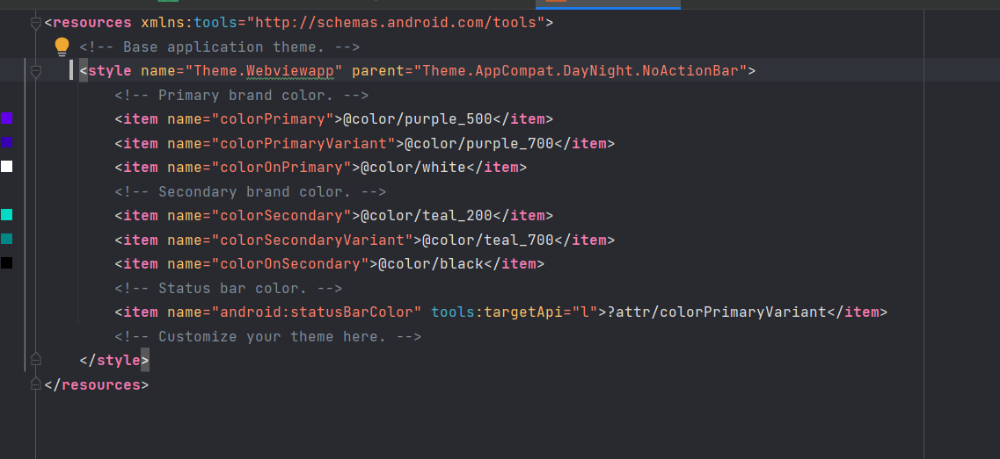 <resources xmlns:tools="http://schemas.android.com/tools">
    <!-- Base application theme. -->
    <style name="Theme.Webviewapp" parent="Theme.AppCompat.DayNight.NoActionBar">
        <!-- Primary brand color. -->
        <item name="colorPrimary">@color/purple_500</item>
        <item name="colorPrimaryVariant">@color/purple_700</item>
        <item name="colorOnPrimary">@color/white</item>
        <!-- Secondary brand color. -->
        <item name="colorSecondary">@color/teal_200</item>
        <item name="colorSecondaryVariant">@color/teal_700</item>
        <item name="colorOnSecondary">@color/black</item>
        <!-- Status bar color. -->
        <item name="android:statusBarColor" tools:targetApi="l">?attr/colorPrimaryVariant</item>
        <!-- Customize your theme here. -->
    </style>
</resources>